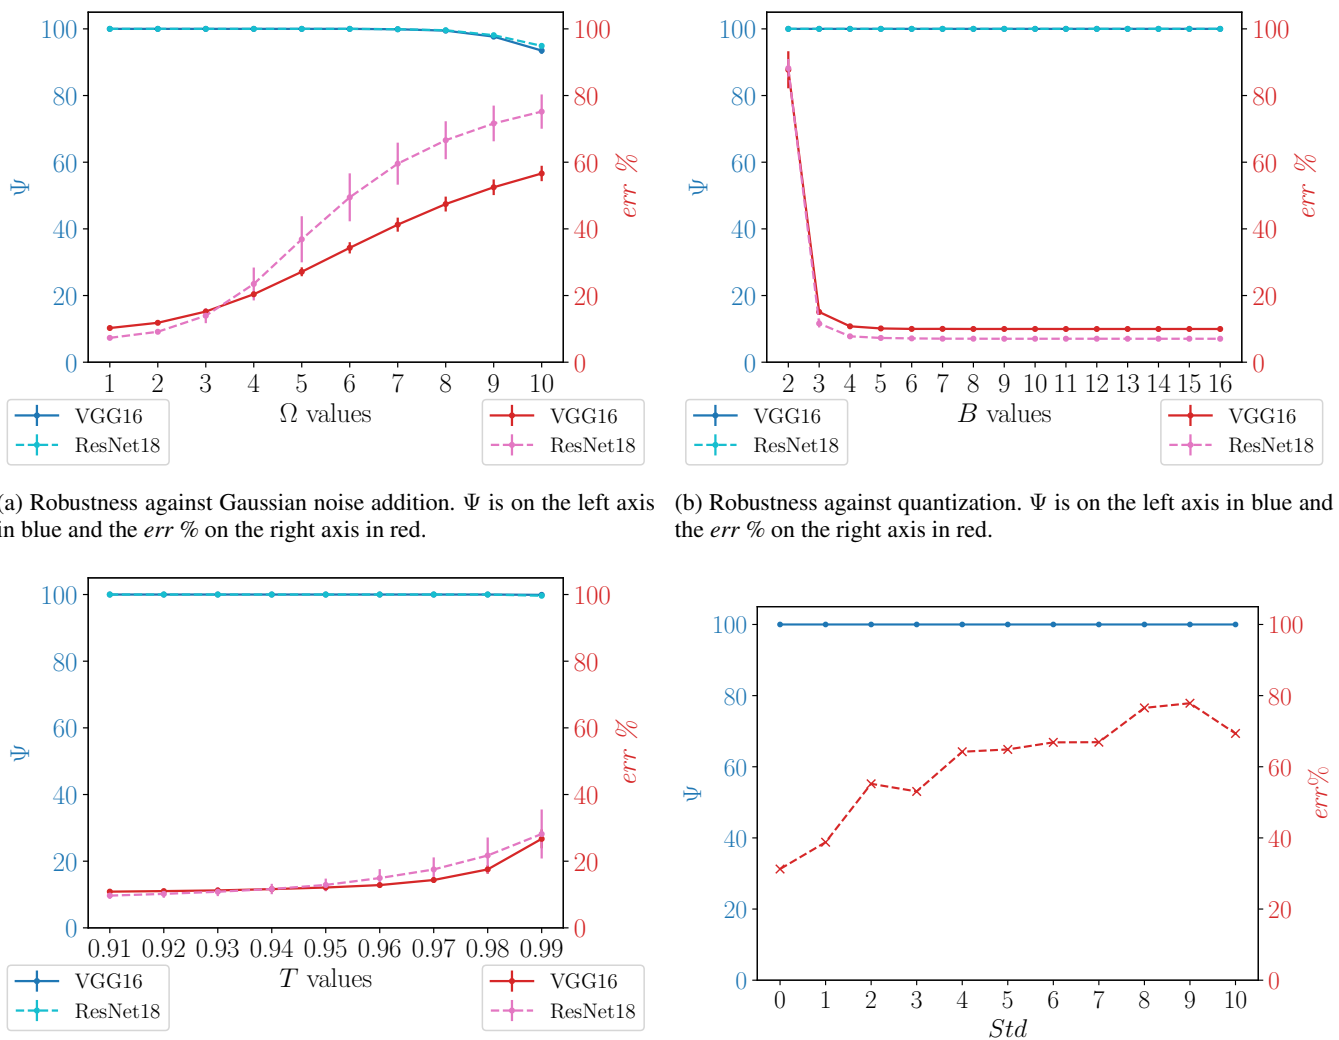 100 80 60 40 20 0
Ψ
100 80 60 40 20 0
err %
1 2 3 4 5 6 7 8 9 10
Ω values
VGG16
ResNet18
VGG16
ResNet18
100 80 60 40 20 0
Ψ
100 80 60 40 20 0
err %
2 3 4 5 6 7 8 9 10 11 12 13 14 15 16
B values
VGG16
ResNet18
VGG16
ResNet18
(a) Robustness against Gaussian noise addition. Ψ is on the left axis
in blue and the err % on the right axis in red.
(b) Robustness against quantization. Ψ is on the left axis in blue and
the err % on the right axis in red.
100 80 60 40 20 0
Ψ
100 80 60 40 20 0
err %
0.91 0.92 0.93 0.94 0.95 0.96 0.97 0.98 0.99
T values
VGG16
ResNet18
VGG16
ResNet18
100 80 60 40 20 0
Ψ
100 80 60 40 20 0
err%
0 1 2 3 4 5 6 7 8 9 10
Std